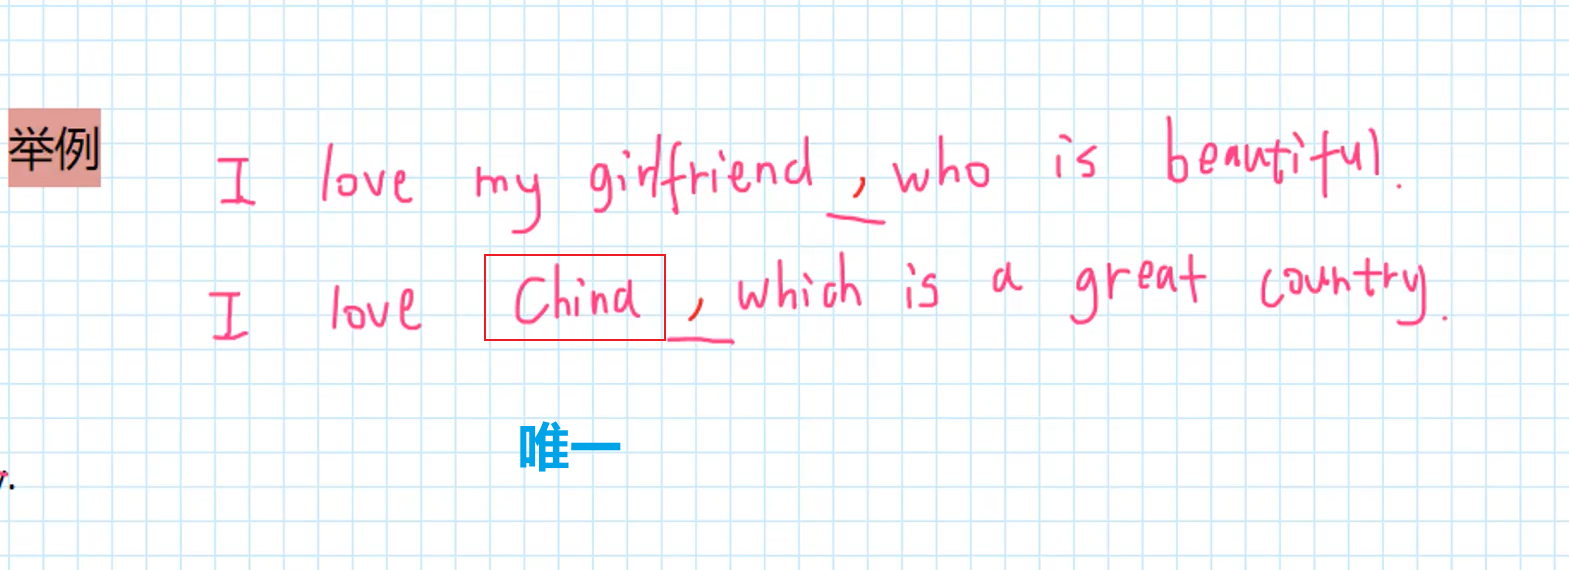 举例
I love my girlfriend, who is beautiful.
I love China, which is a great country.
唯一